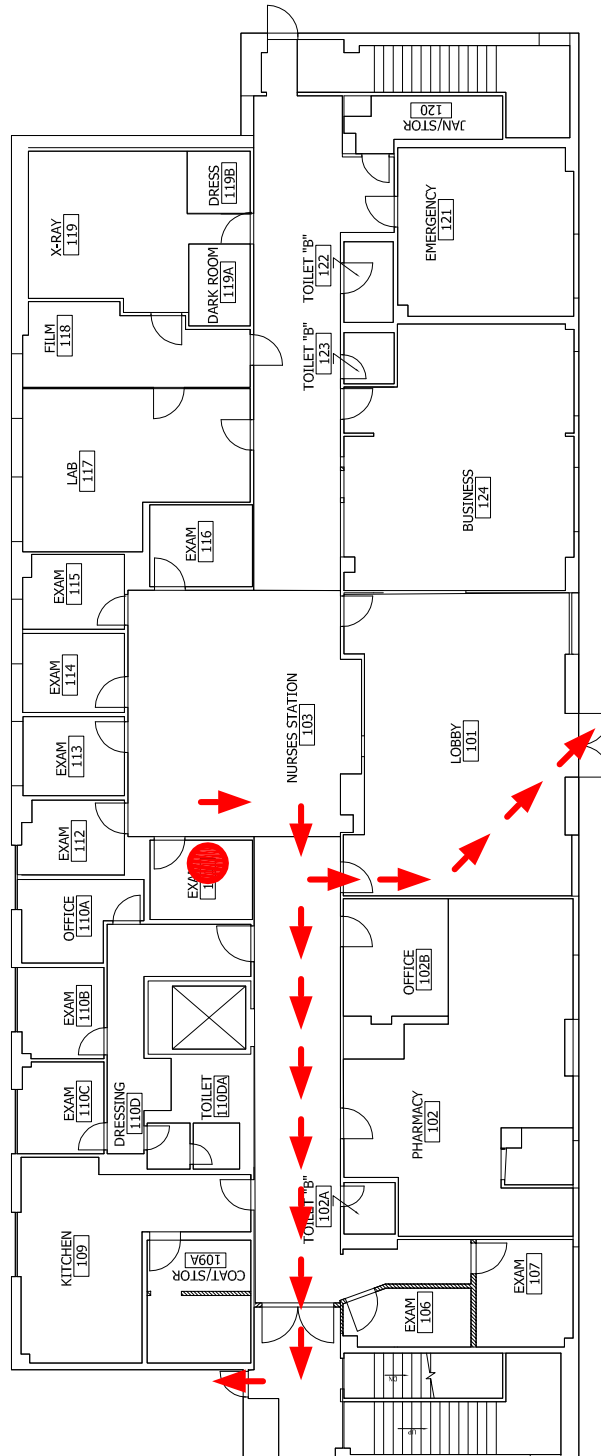 JAN/STOR
120
DRESS
119B
X-RAY
119
EMERGENCY
121
DARK ROOM
119A
TOILET "B"
122
FILM
118
TOILET "B"
123
LAB
117
BUSINESS
124
EXAM
116
EXAM
115
EXAM
114
NURSES STATION
103
LOBBY
101
EXAM
113
EXAM
112
OFFICE
110A
OFFICE
102B
EXAM
110B
EXAM
110C
DRESSING
110D
TOILET
110DA
PHARMACY
102
TOILET "B"
102A
KITCHEN
109
COAT/STOR
109A
EXAM
107
EXAM
106
DN
UP